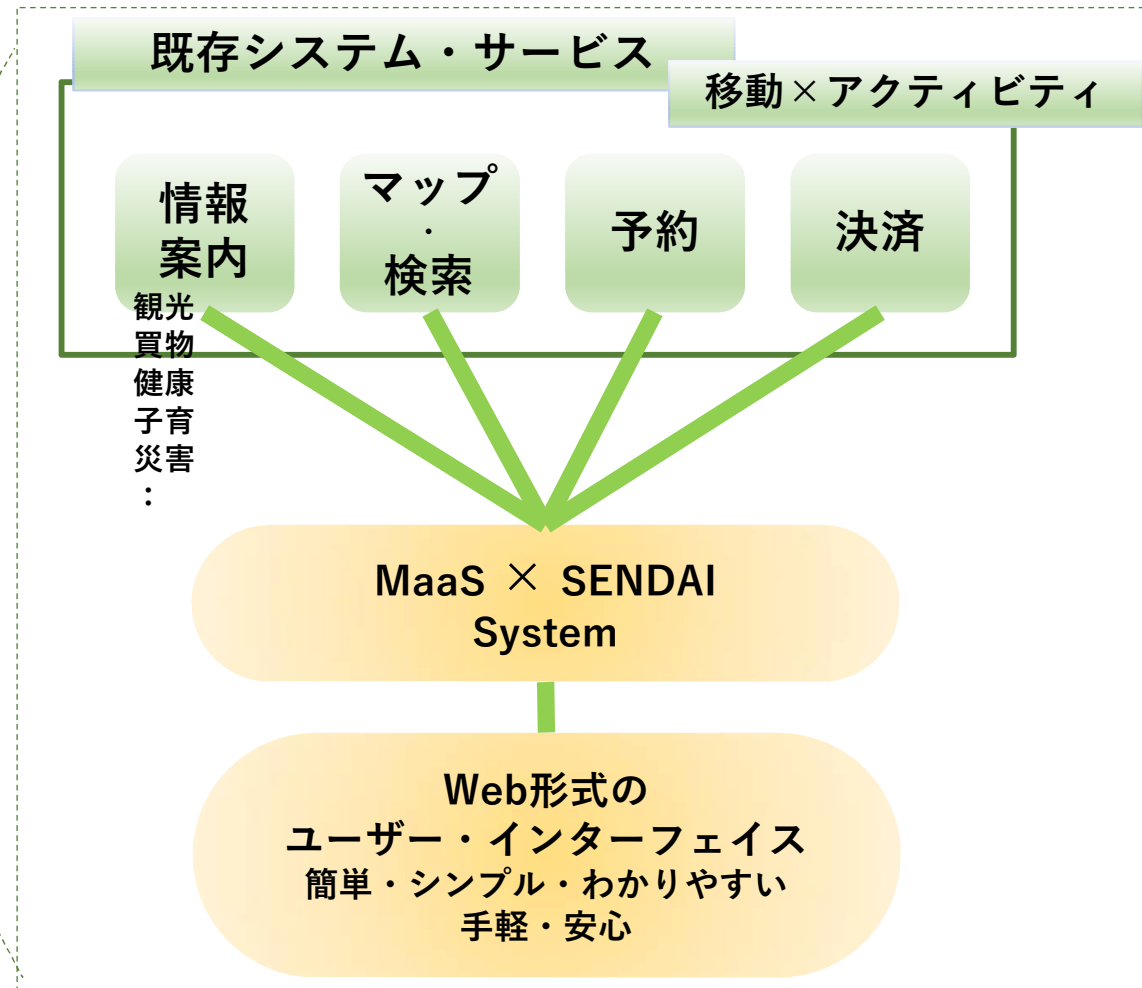 既存システム・サービス
移動×アクティビティ
情報
案内
マップ
・
検索
予約
決済
観光
買物
健康
子育
災害
：
MaaS × SENDAI
System
Web形式の
ユーザー・インターフェイス
簡単・シンプル・わかりやすい
手軽・安心